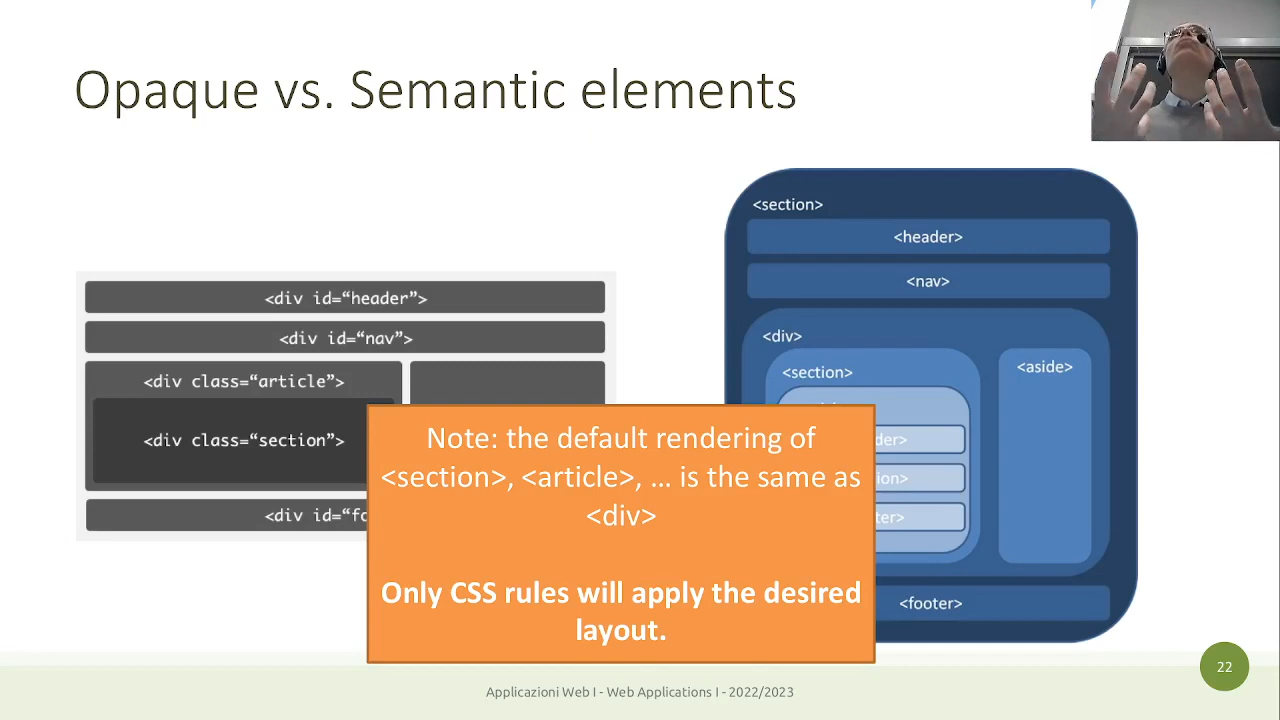 Opaque vs. Semantic elements
<div id=“header”>
<div id=“nav”>
<div class=“article”>
<div class=“section”>
<div id=“fo
<section>
<header>
<nav>
<div>
<section>
<aside>
der>
ion>
ter>
<footer>
Note: the default rendering of
<section>, <article>, … is the same as
<div>
Only CSS rules will apply the desired
layout.
22
Applicazioni Web I - Web Applications I - 2022/2023